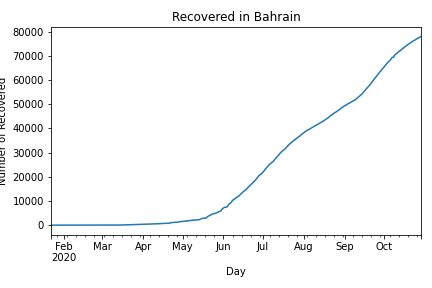 Recovered in Bahrain
Number of Recovered
80000
70000
60000
50000
40000
30000
20000
10000
0
Feb Mar Apr May Jun Jul Aug Sep Oct
2020
Day